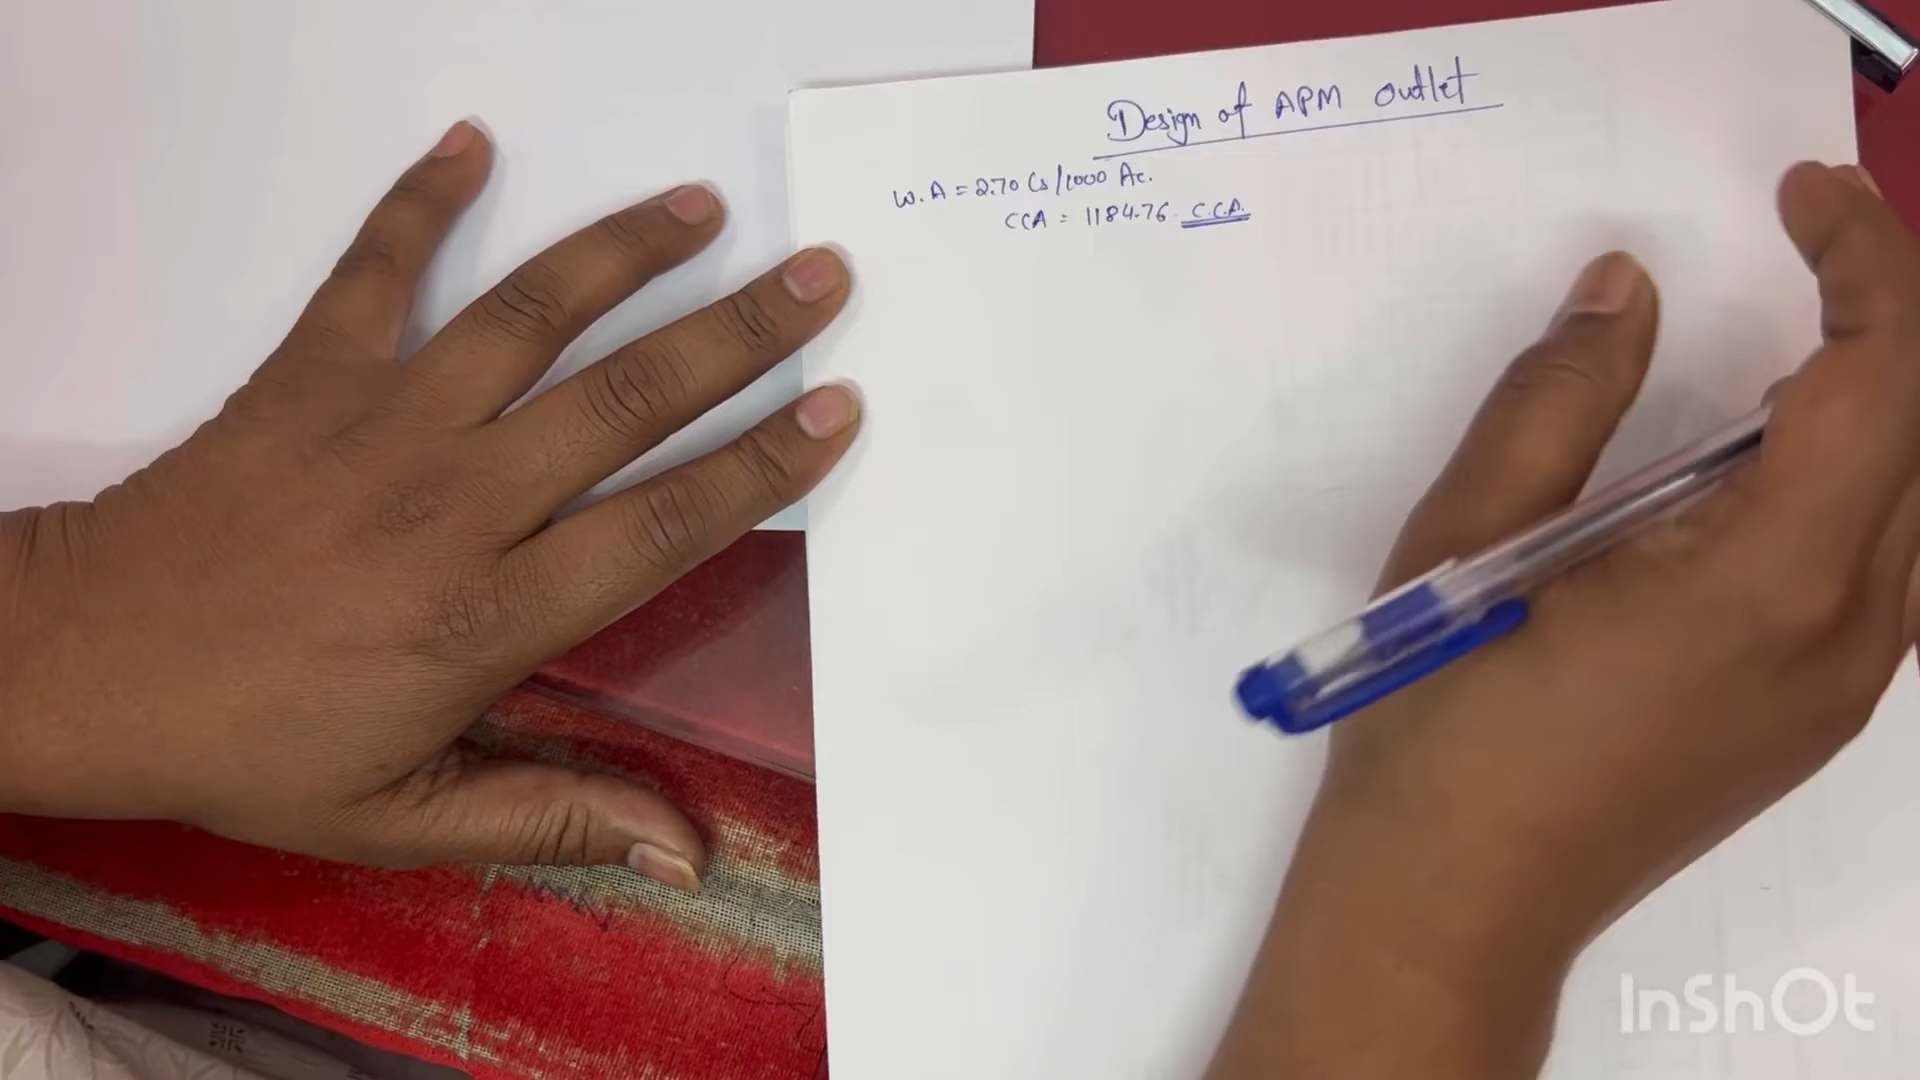 Design of APM outlet
W.A = 2.70 Cs/1000 Ac.
CCA = 1184.76 C.C.A.
InShOt